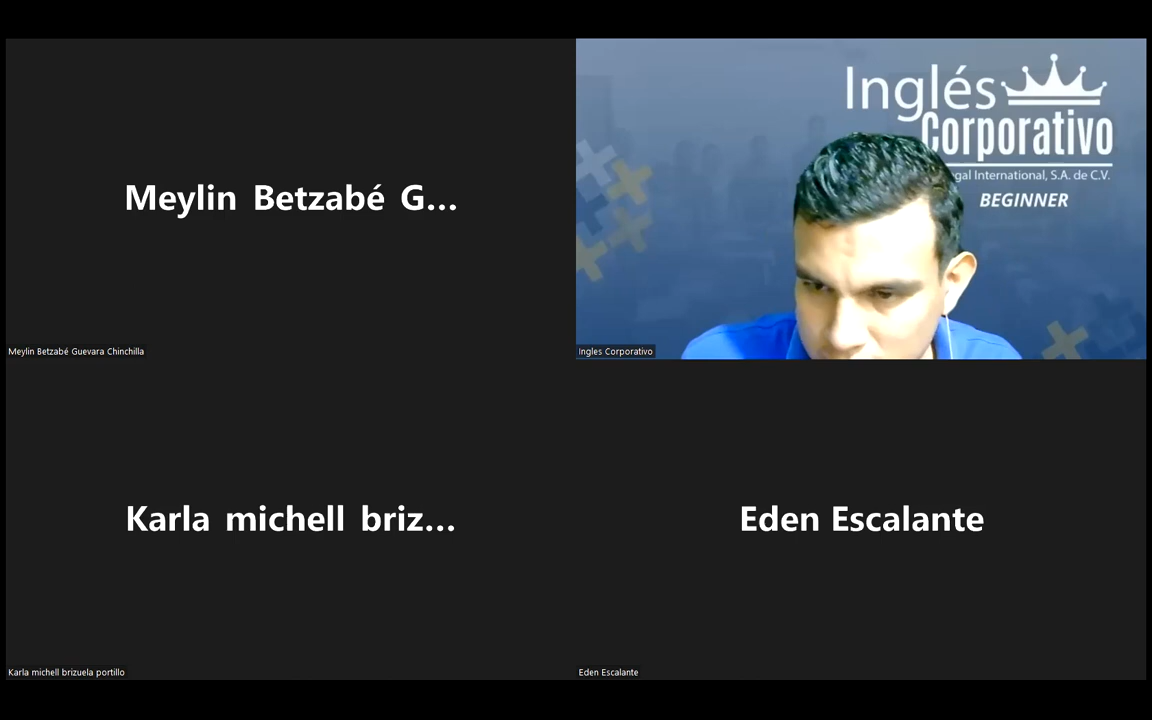 Meylin Betzabé G...
Meylin Betzabé Guevara Chinchilla
Inglés
Corporativo
gal International, S.A. de C.V.
BEGINNER
Ingles Corporativo
Karla michell briz...
Karla michell brizuela portillo
Eden Escalante
Eden Escalante